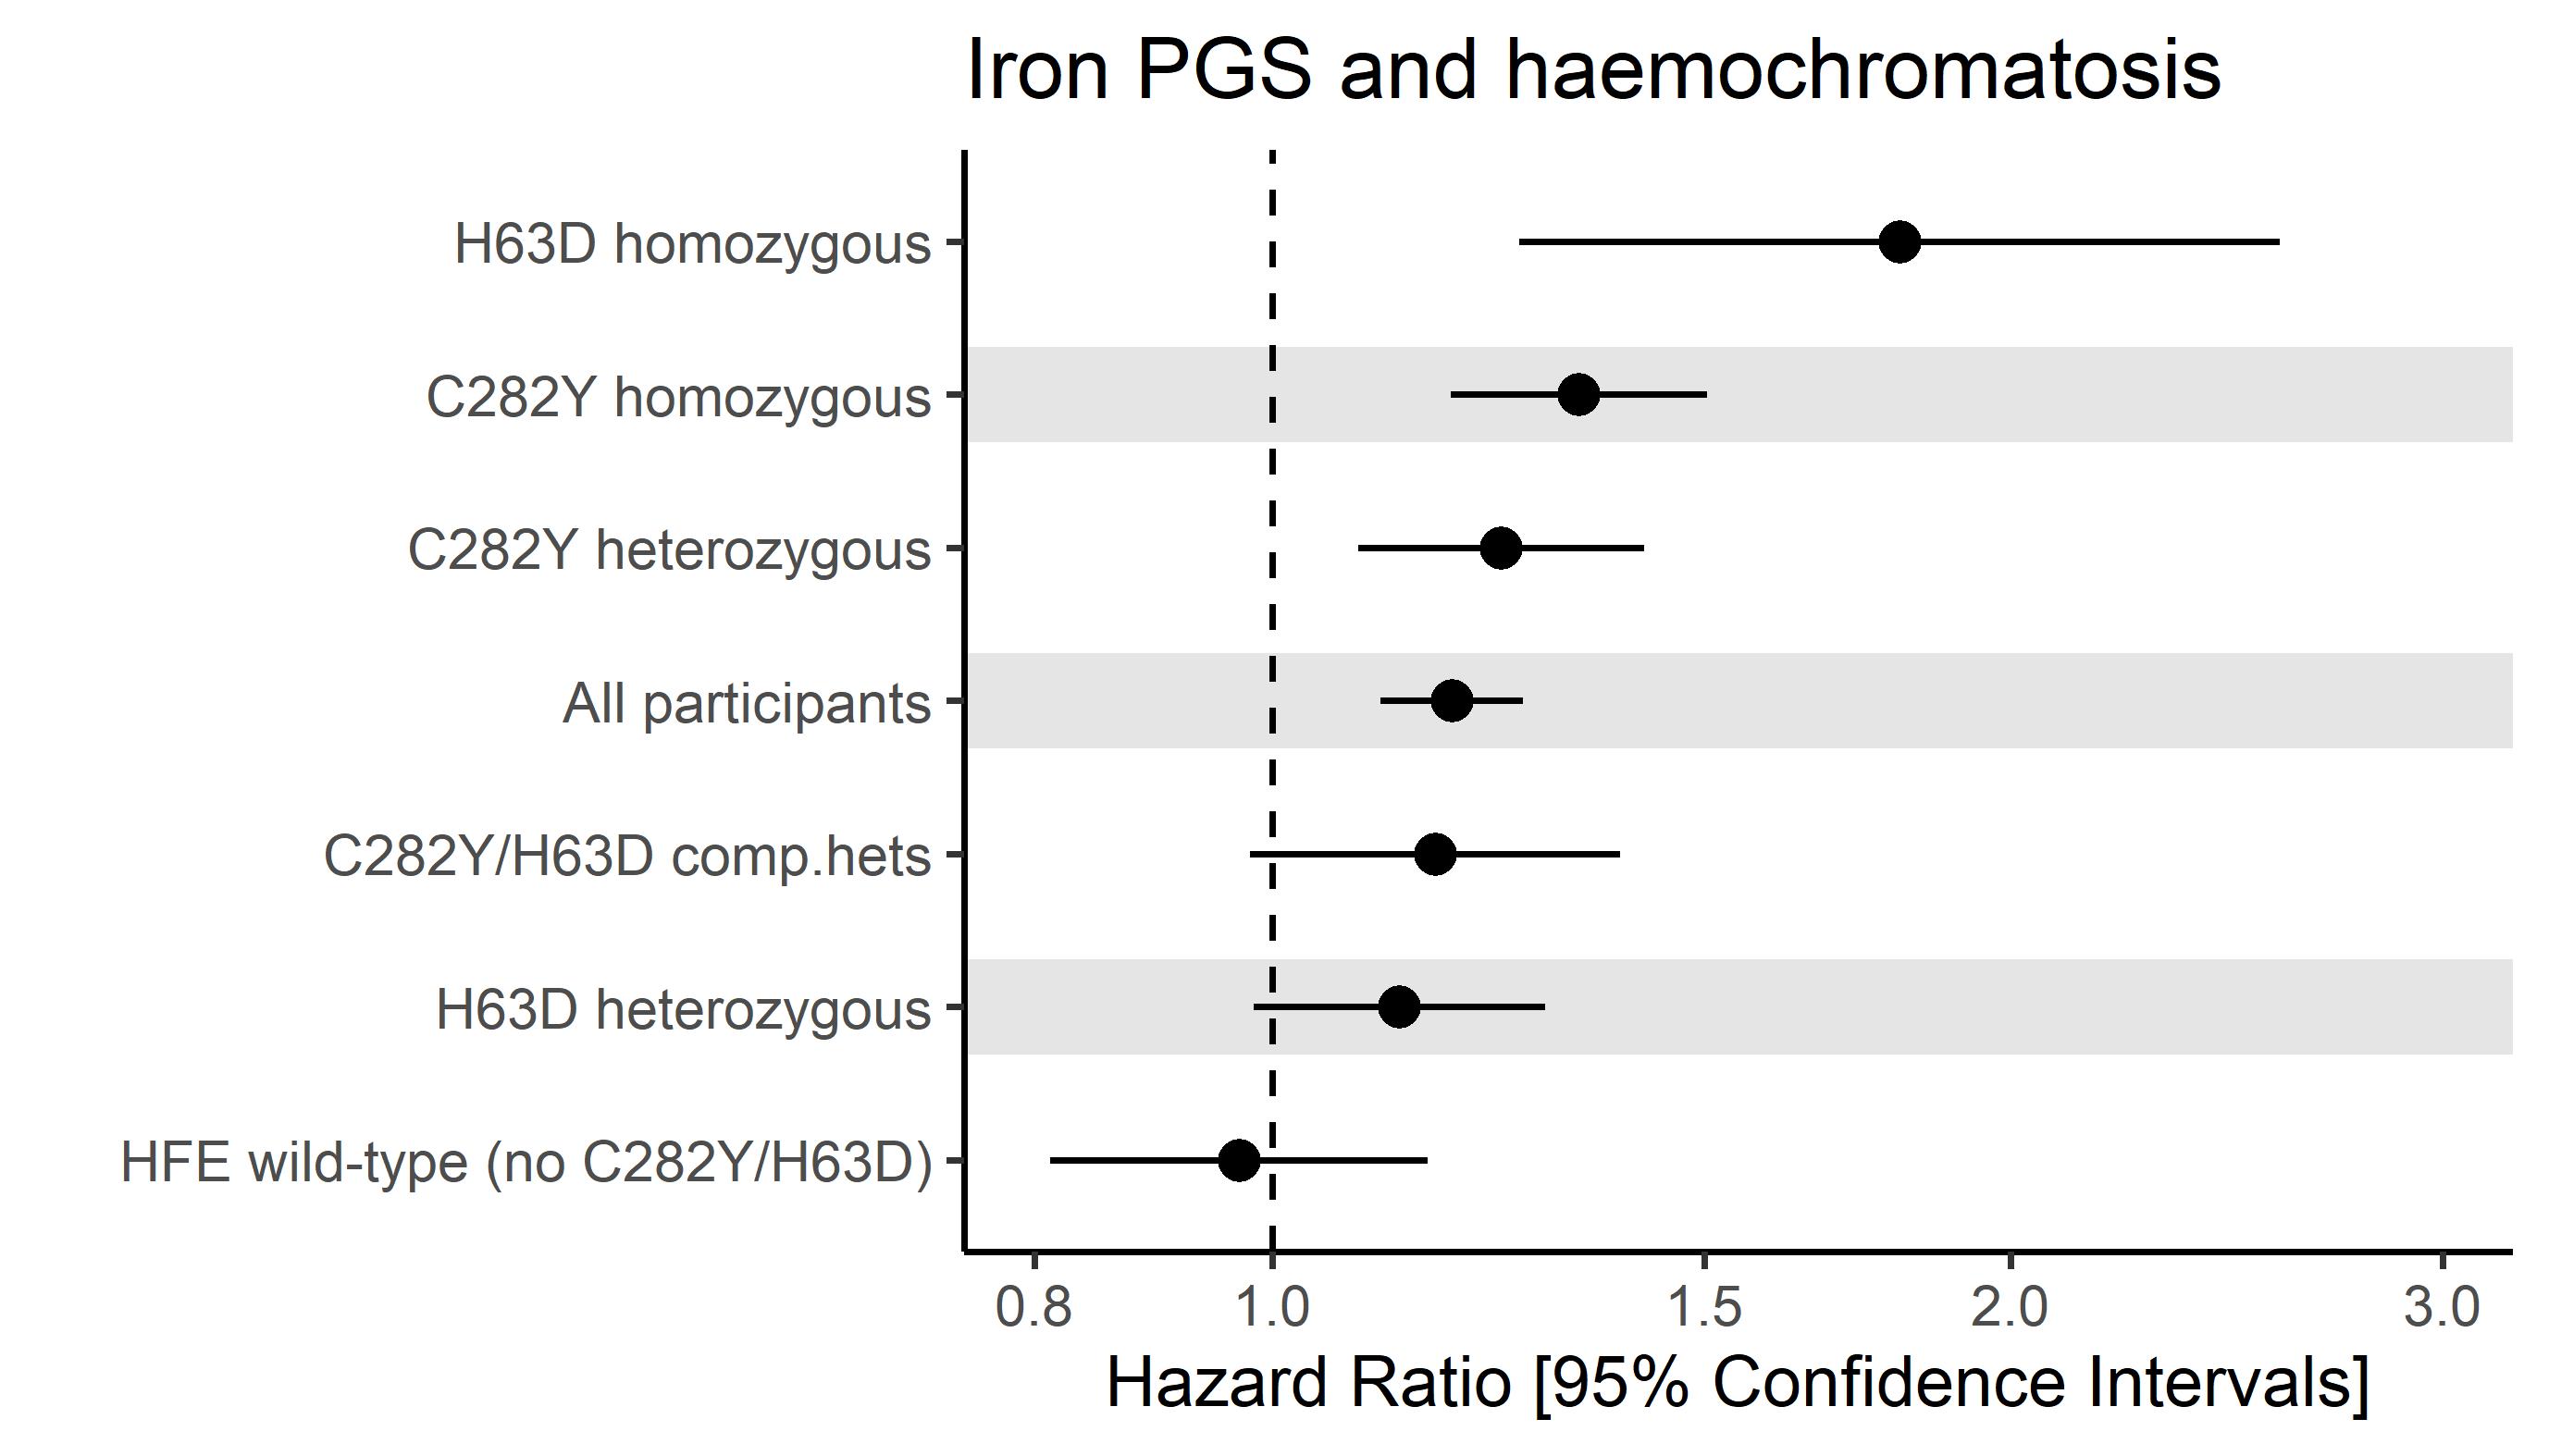 Iron PGS and haemochromatosis
H63D homozygous
C282Y homozygous
C282Y heterozygous
All participants
C282Y/H63D comp.hets
H63D heterozygous
HFE wild-type (no C282Y/H63D)
0.8 1.0 1.5 2.0 3.0
Hazard Ratio [95% Confidence Intervals]